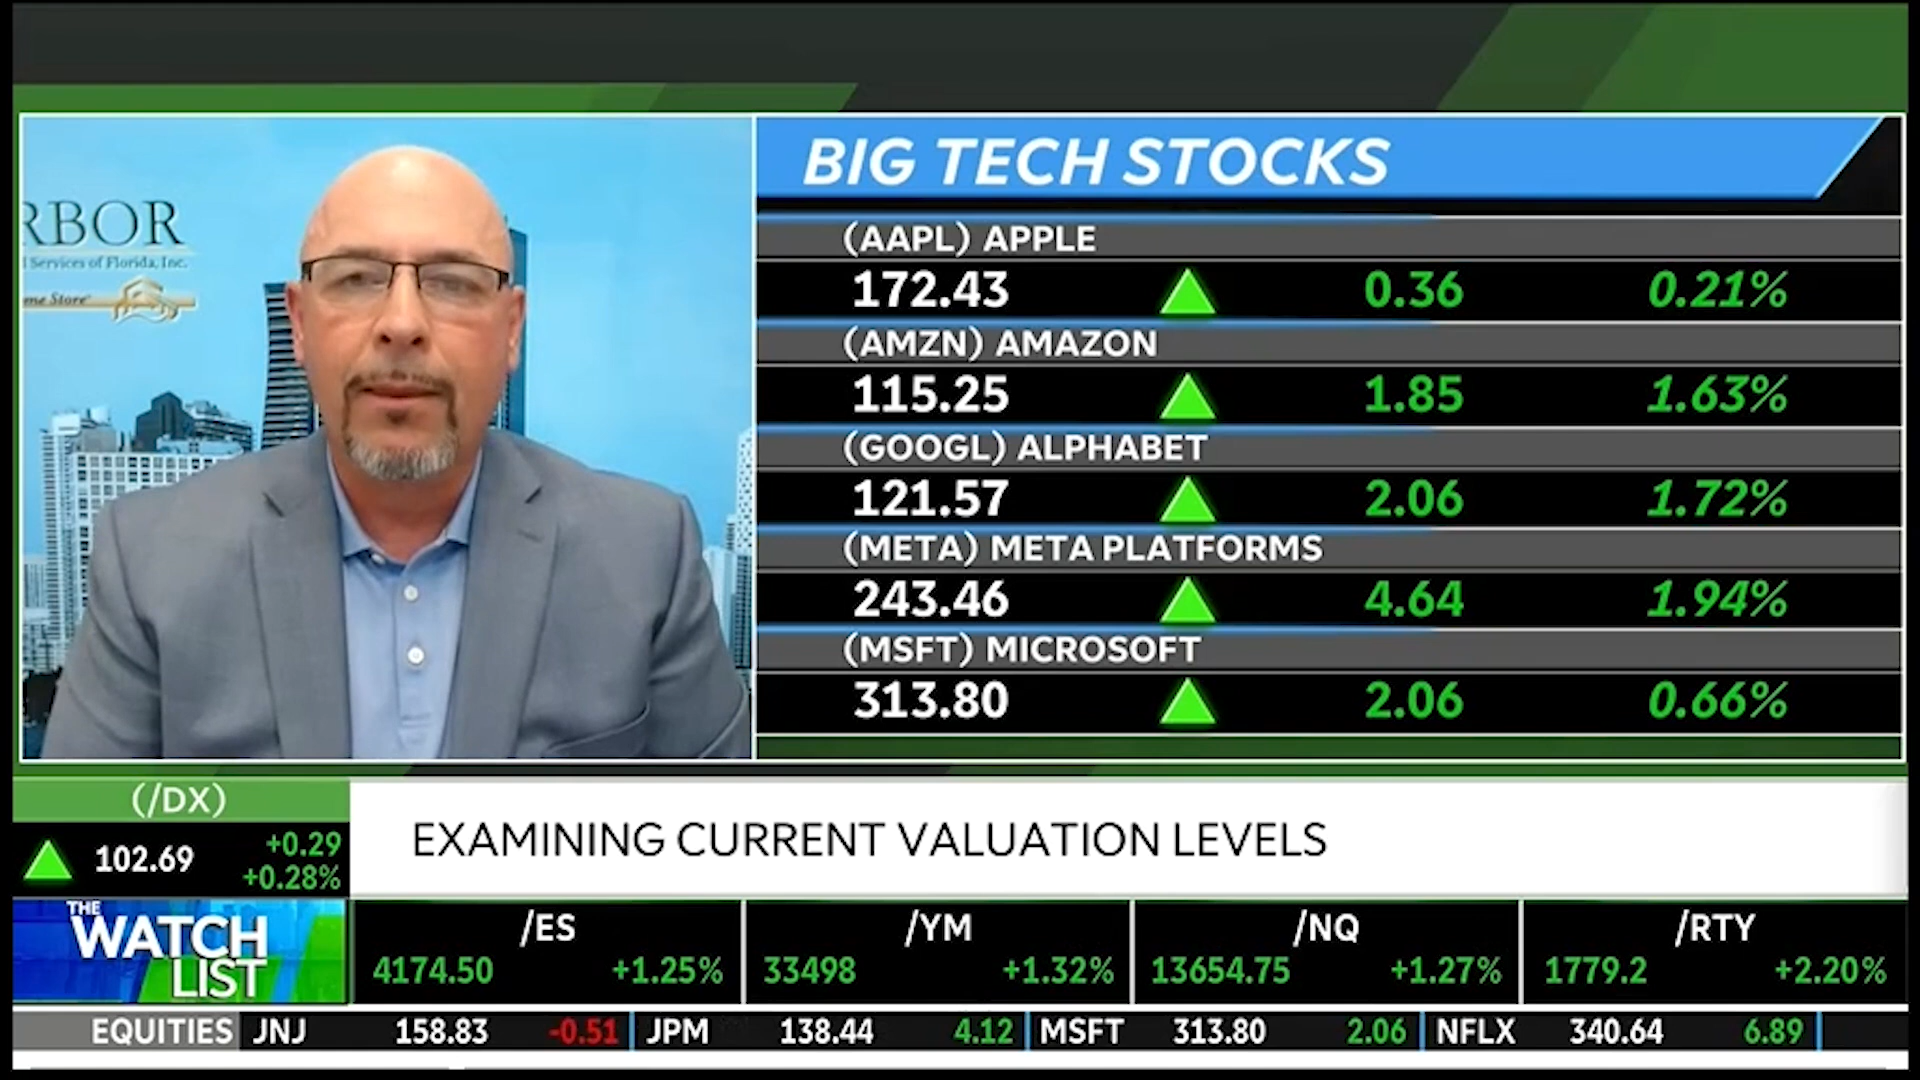 RBOR
l Services of Florida, Inc.
me Store
BIG TECH STOCKS
(AAPL) APPLE
172.43 0.36 0.21%
(AMZN) AMAZON
115.25 1.85 1.63%
(GOOGL) ALPHABET
121.57 2.06 1.72%
(META) META PLATFORMS
243.46 4.64 1.94%
(MSFT) MICROSOFT
313.80 2.06 0.66%
(/DX)
102.69 +0.29
+0.28%
EXAMINING CURRENT VALUATION LEVELS
THE
WATCH
LIST
/ES
4174.50 +1.25%
/YM
33498 +1.32%
/NQ
13654.75 +1.27%
/RTY
1779.2 +2.20%
EQUITIES JNJ 158.83 -0.51 JPM 138.44 4.12 MSFT 313.80 2.06 NFLX 340.64 6.89